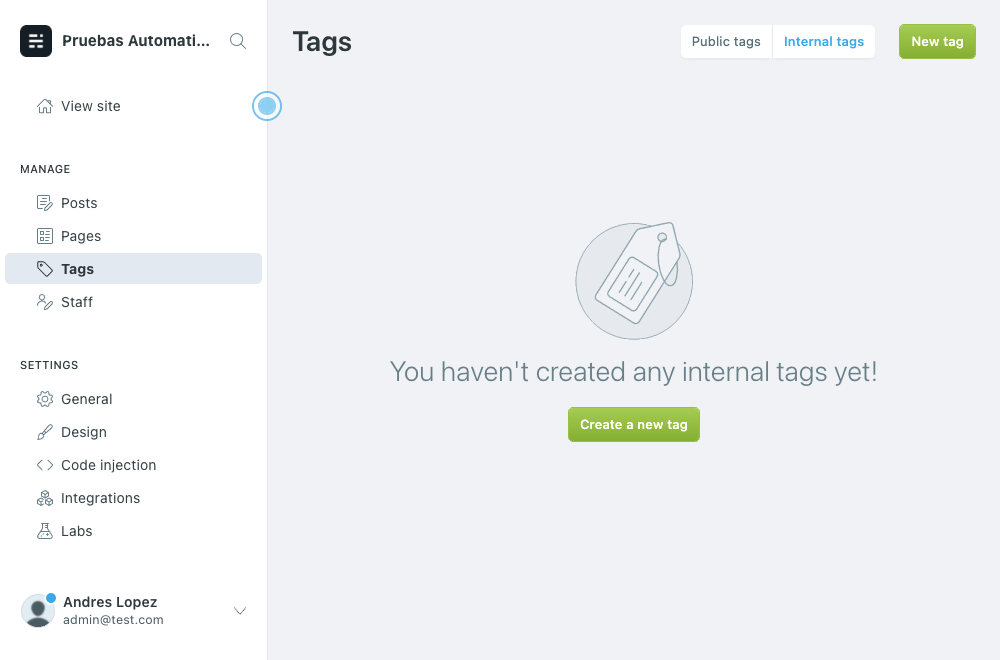 Pruebas Automati...
View site
MANAGE
Posts
Pages
Tags
Staff
SETTINGS
General
Design
Code injection
Integrations
Labs
Andres Lopez
admin@test.com
Tags
Public tags
Internal tags
New tag
You haven't created any internal tags yet!
Create a new tag